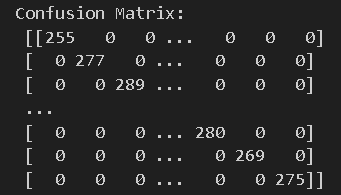 Confusion Matrix:
[[255   0   0 ...   0   0   0]
[  0 277   0 ...   0   0   0]
[  0   0 289 ...   0   0   0]
...
[  0   0   0 ... 280   0   0]
[  0   0   0 ...   0 269   0]
[  0   0   0 ...   0   0 275]]